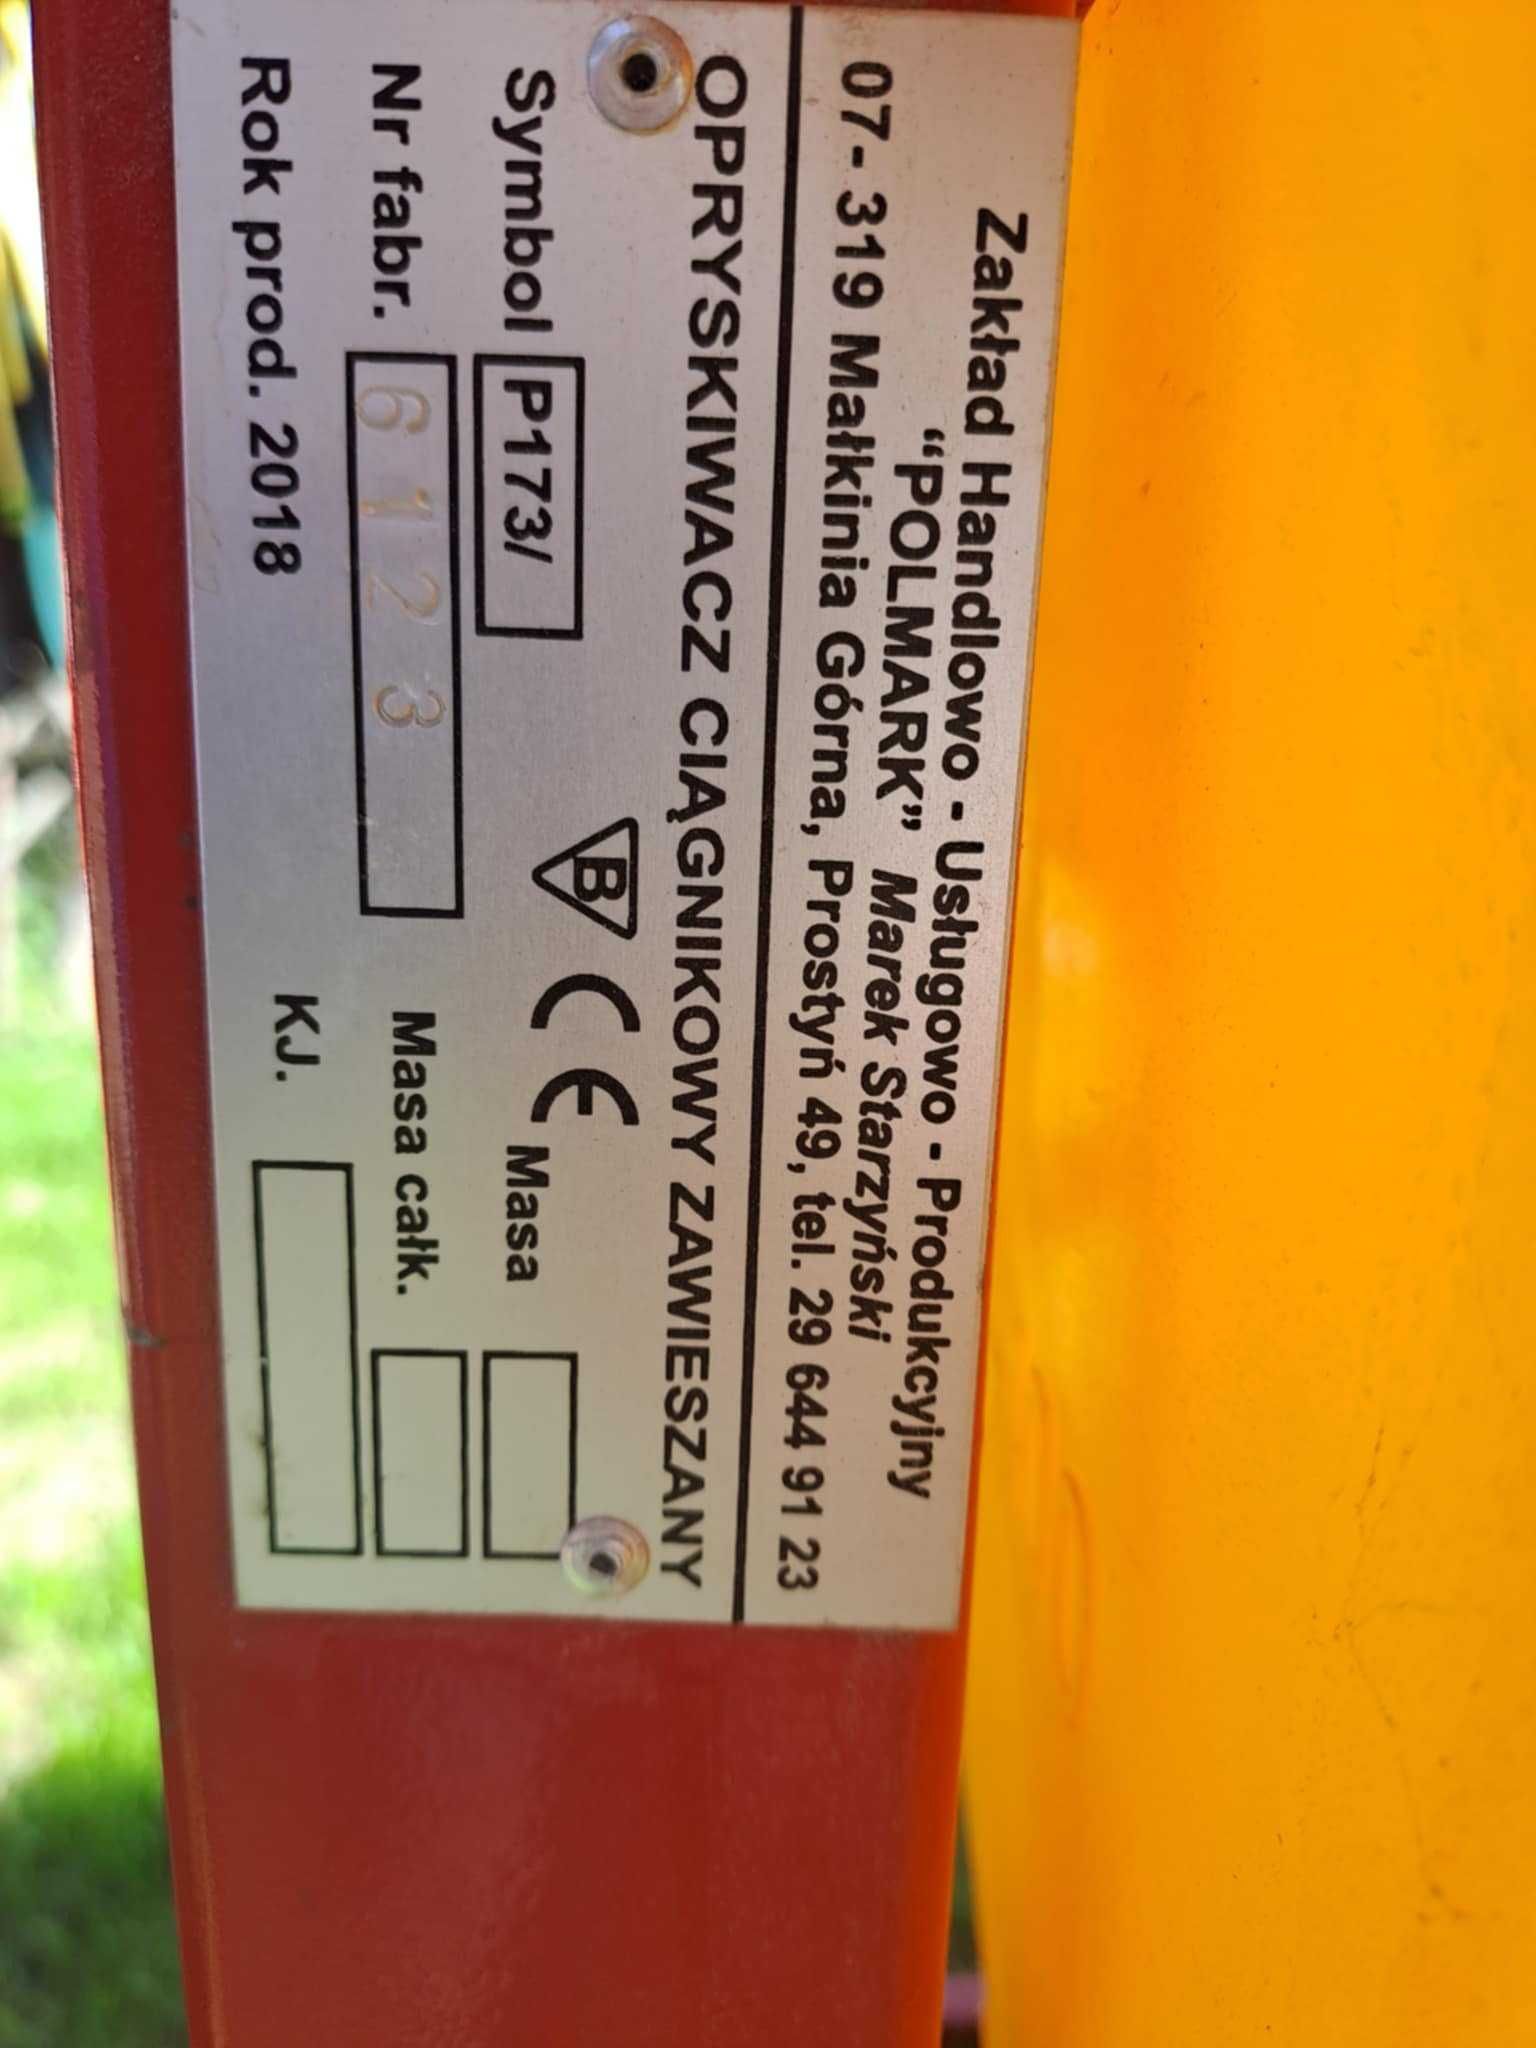 Zakład Handlowo - Usługowo - Produkcyjny
“POLMARK” Marek Starzyński
07- 319 Małkinia Górna, Prostyń 49, tel. 29 644 91 23
OPRYSKIWACZ CIĄGNIKOWY ZAWIESZANY
Symbol P173/ B CE Masa
Nr fabr. 6123 Masa całk.
Rok prod. 2018 KJ.